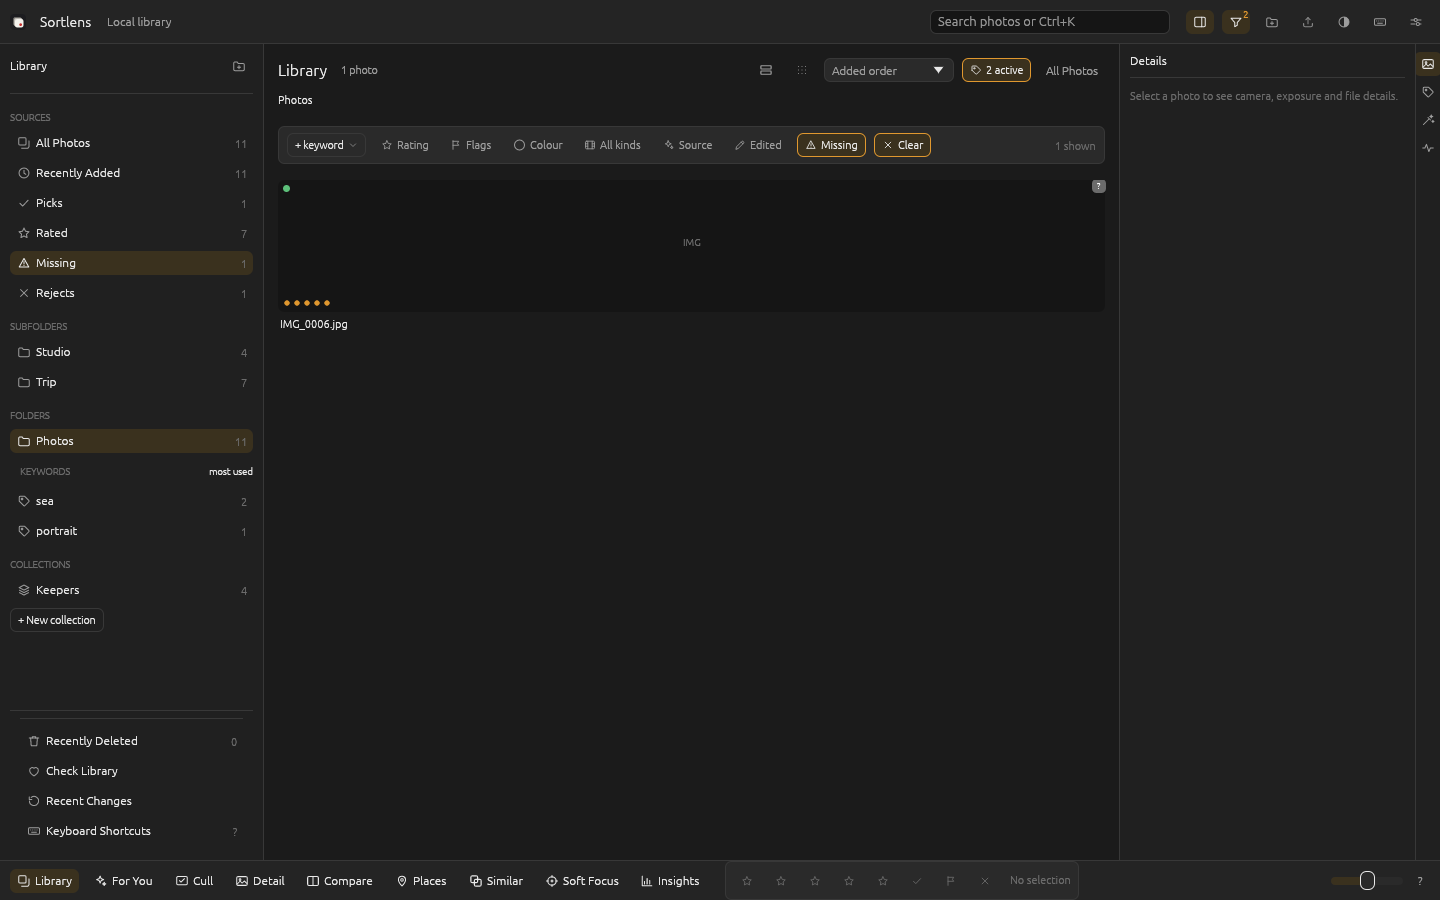 Sortlens Local library Search photos or Ctrl+K 2
Library
SOURCES
All Photos 11
Recently Added 11
Picks 1
Rated 7
Missing 1
Rejects 1
SUBFOLDERS
Studio 4
Trip 7
FOLDERS
Photos 11
KEYWORDS most used
sea 2
portrait 1
COLLECTIONS
Keepers 4
+ New collection
Recently Deleted 0
Check Library
Recent Changes
Keyboard Shortcuts ?
Library 1 photo Added order 2 active All Photos
Photos
+ keyword Rating Flags Colour All kinds Source Edited Missing Clear 1 shown
?
IMG
IMG_0006.jpg
Details
Select a photo to see camera, exposure and file details.
Library For You Cull Detail Compare Places Similar Soft Focus Insights No selection ?